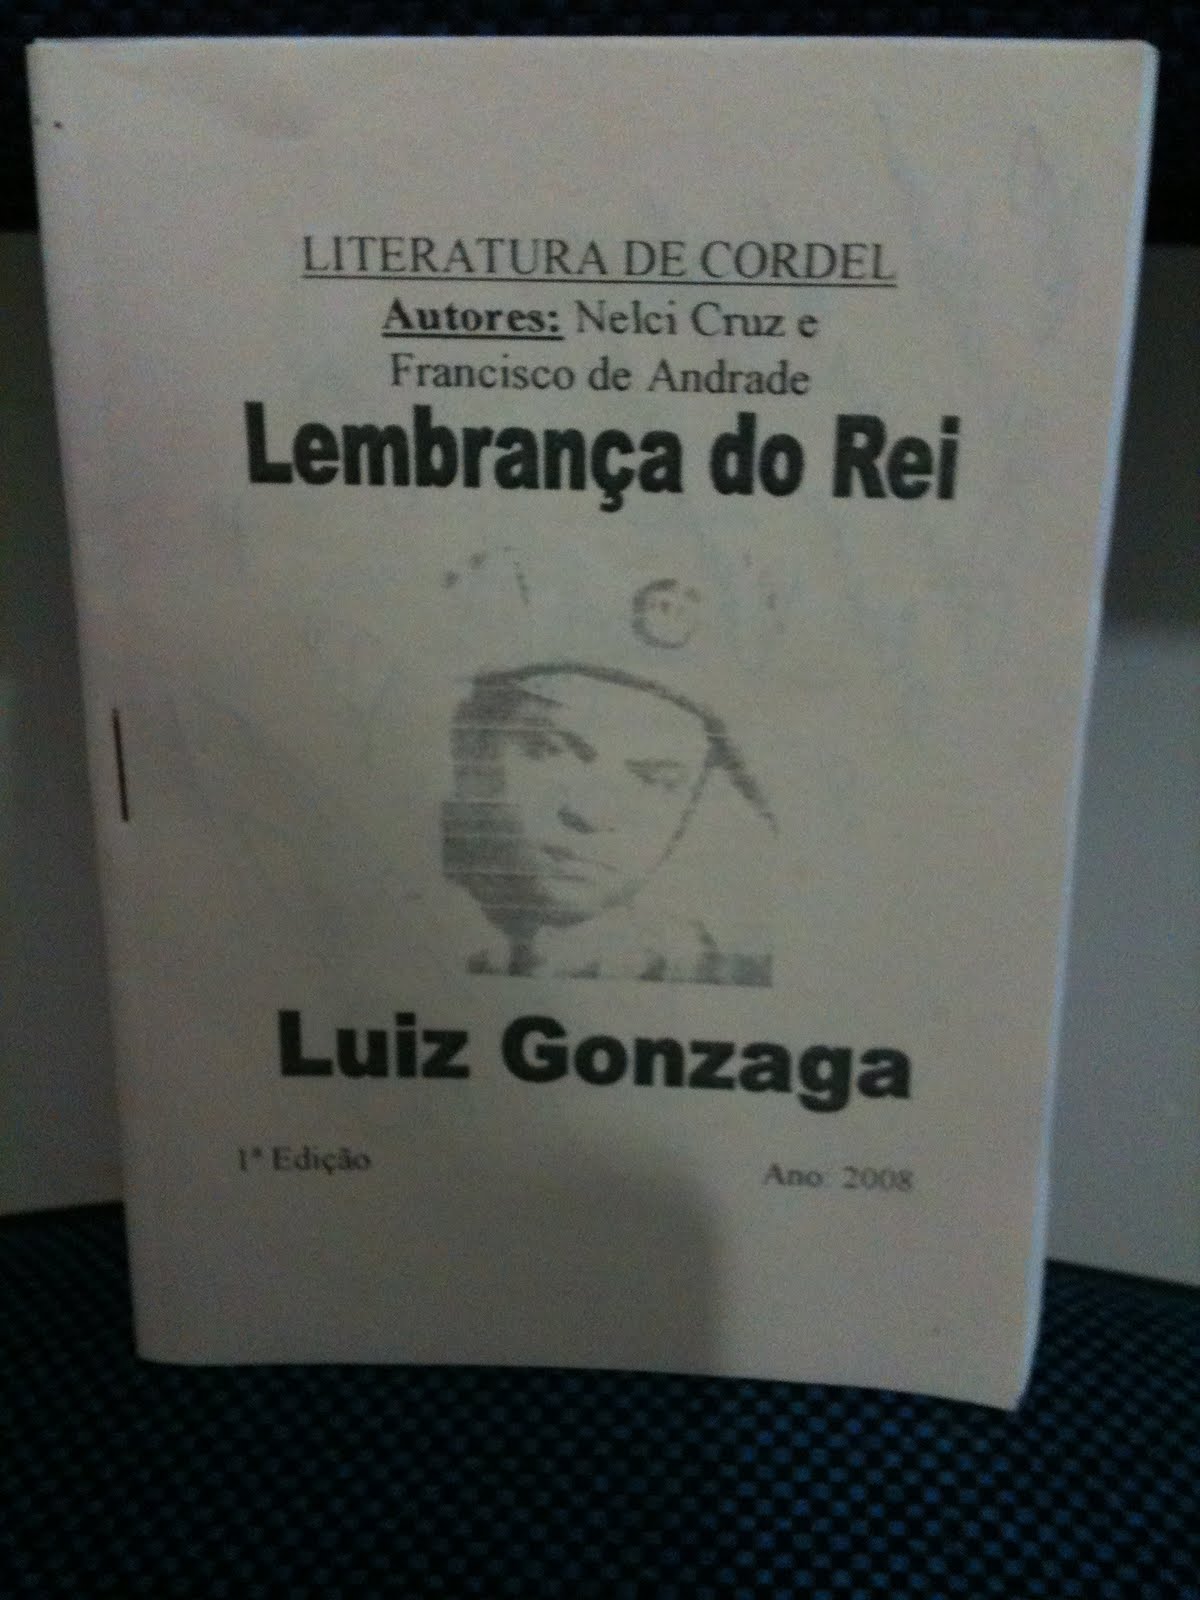 LITERATURA DE CORDEL
Autores: Nelci Cruz e
Francisco de Andrade
Lembrança do Rei
Luiz Gonzaga
1ª Edição
Ano: 2008